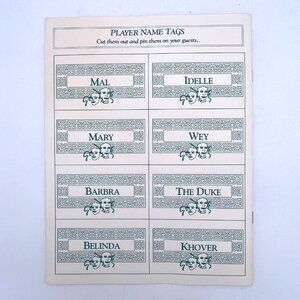 PLAYER NAME TAGS
Cut them out and pin them on your guests.
MAL
IDELLE
MARY
WEY
BARBRA
THE DUKE
BELINDA
KHOVER